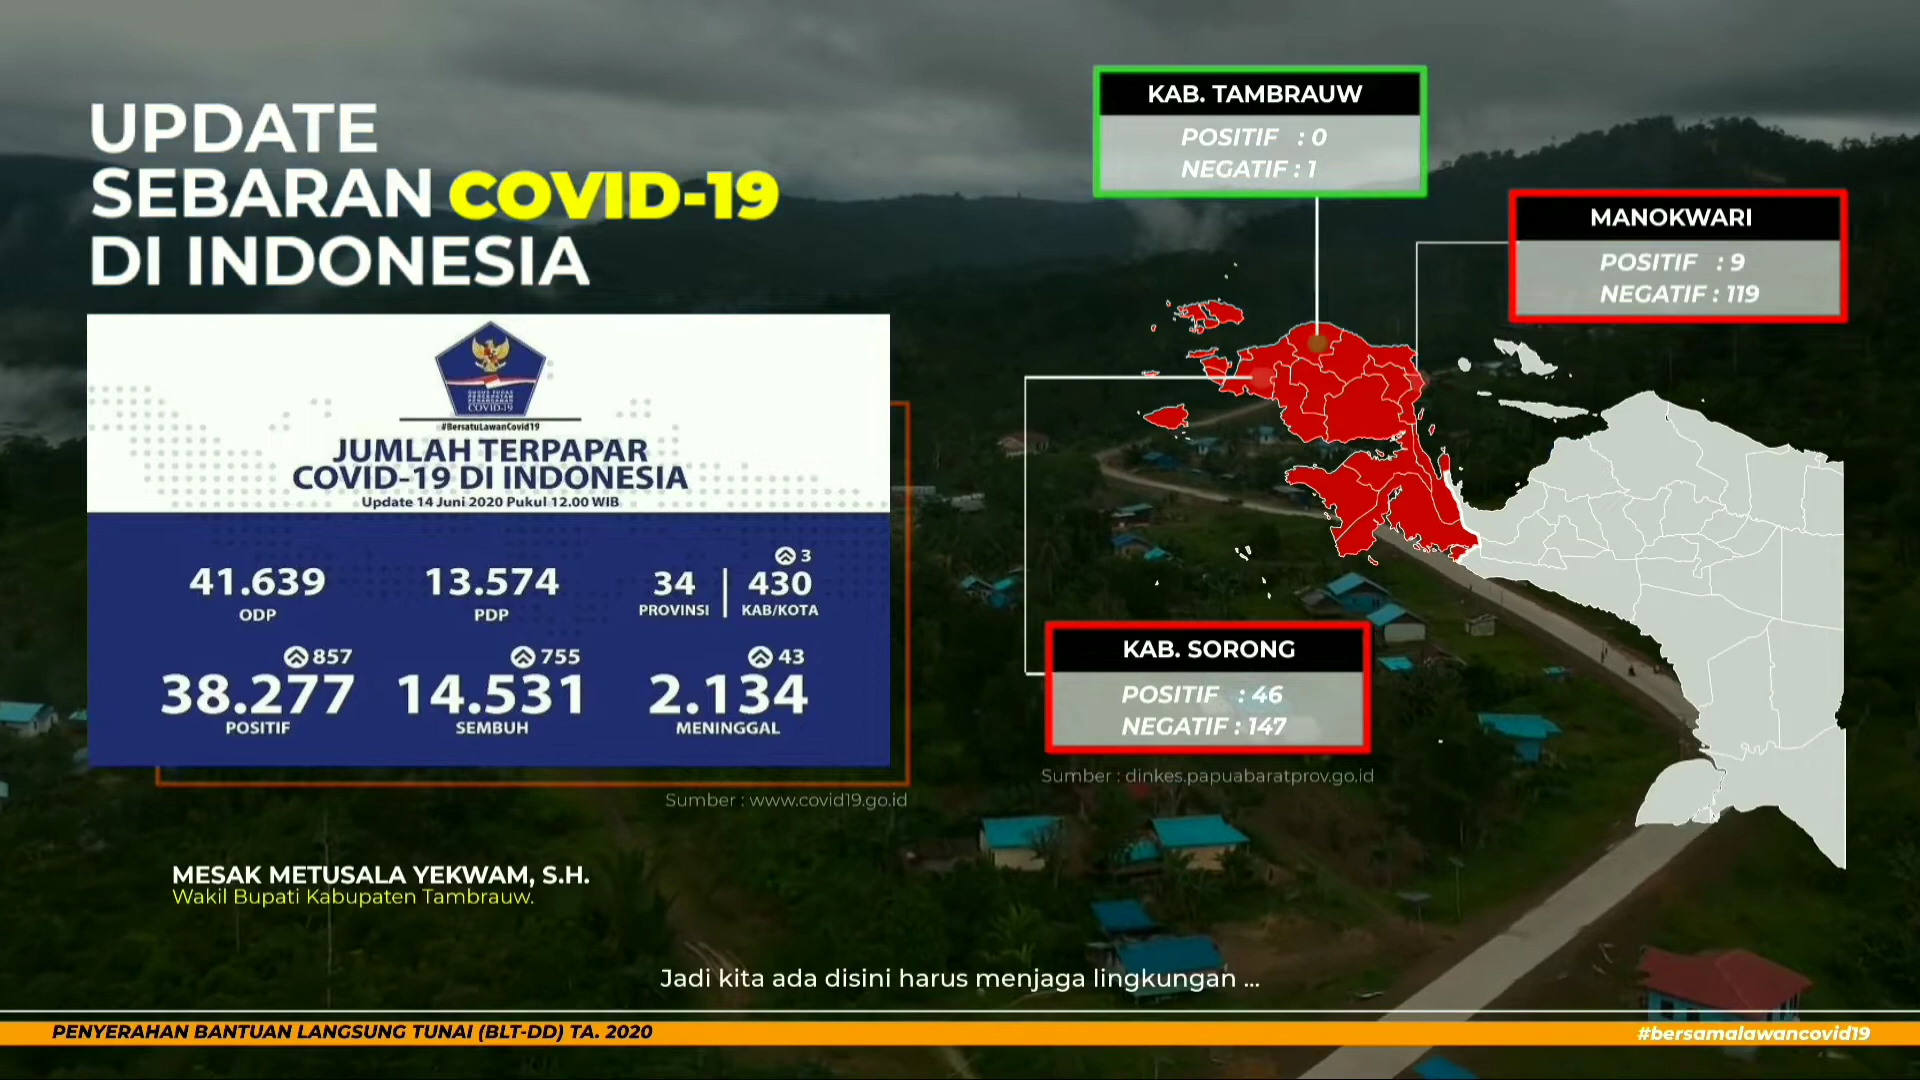 UPDATE
SEBARAN COVID-19
DI INDONESIA
COVID-19
#BersatuLawanCovid19
JUMLAH TERPAPAR
COVID-19 DI INDONESIA
Update 14 Juni 2020 Pukul 12.00 WIB
41.639
ODP
13.574
PDP
34
PROVINSI
3
430
KAB/KOTA
857
38.277
POSITIF
755
14.531
SEMBUH
43
2.134
MENINGGAL
Sumber : www.covid19.go.id
KAB. TAMBRAUW
POSITIF : 0
NEGATIF : 1
MANOKWARI
POSITIF : 9
NEGATIF : 119
KAB. SORONG
POSITIF : 46
NEGATIF : 147
Sumber : dinkes.papuabaratprov.go.id
MESAK METUSALA YEKWAM, S.H.
Wakil Bupati Kabupaten Tambrauw.
Jadi kita ada disini harus menjaga lingkungan ...
PENYERAHAN BANTUAN LANGSUNG TUNAI (BLT-DD) TA. 2020
#bersamalawancovid19